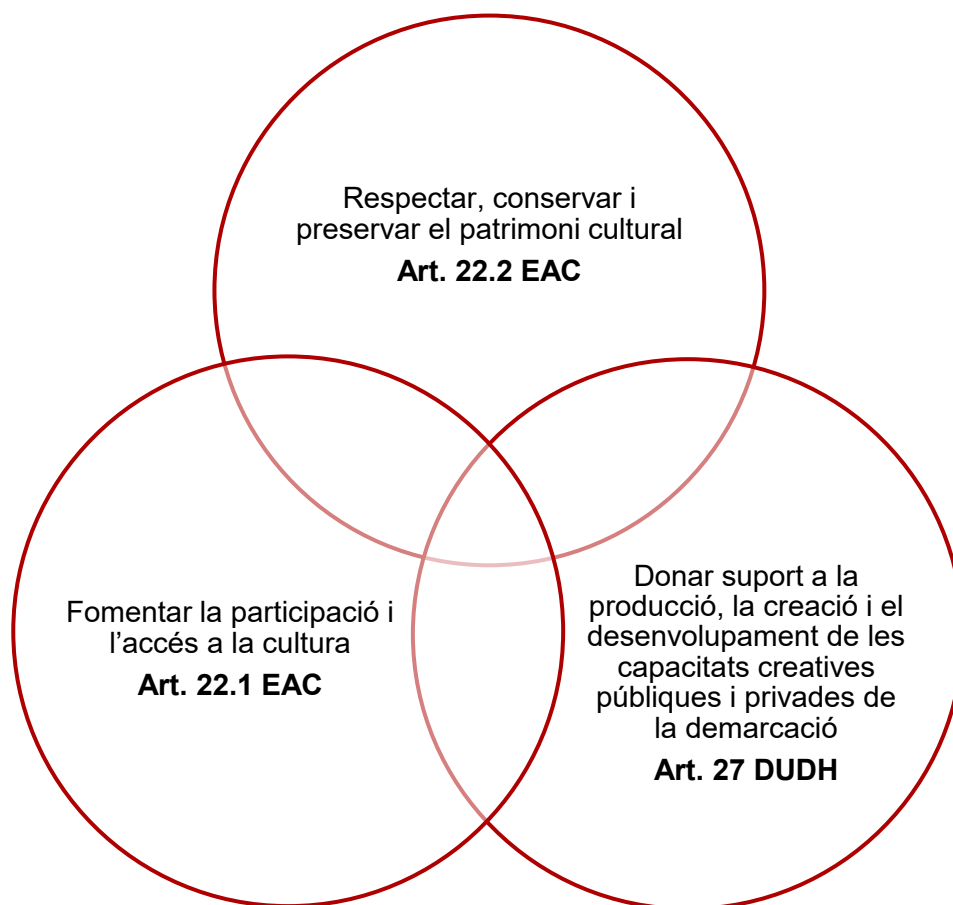 Respectar, conservar i
preservar el patrimoni cultural
Art. 22.2 EAC
Fomentar la participació i
l’accés a la cultura
Art. 22.1 EAC
Donar suport a la
producció, la creació i el
desenvolupament de les
capacitats creatives
públiques i privades de
la demarcació
Art. 27 DUDH